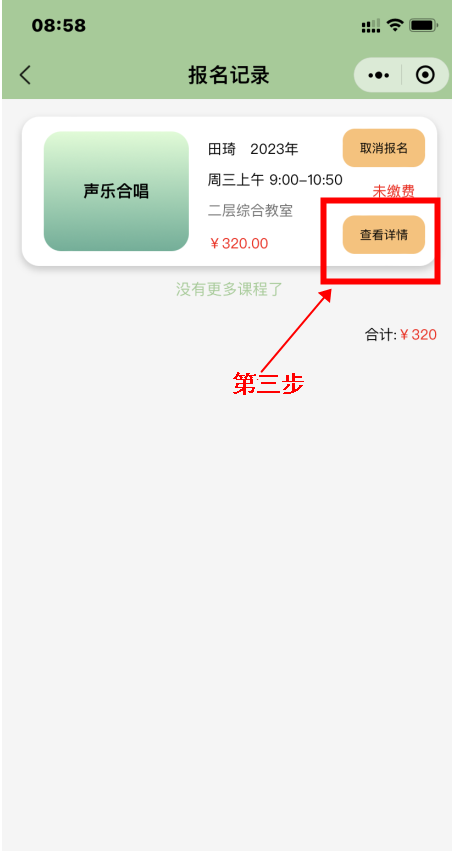 08:58
报名记录
声乐合唱
田琦 2023年
取消报名
周三上午 9:00-10:50
未缴费
二层综合教室
查看详情
￥320.00
没有更多课程了
合计:￥320
第三步